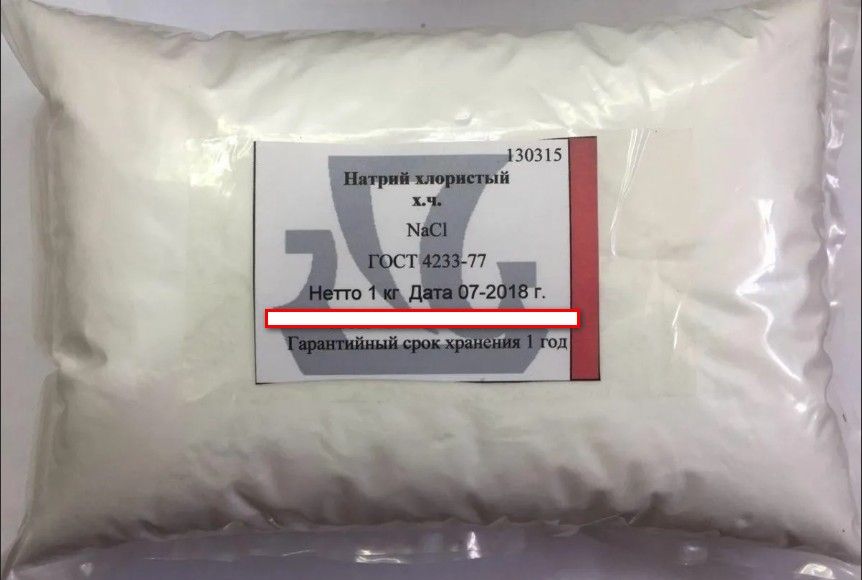 130315
Натрий хлористый
х.ч.
NaCl
ГОСТ 4233-77
Нетто 1 кг Дата 07-2018 г.
Гарантийный срок хранения 1 год